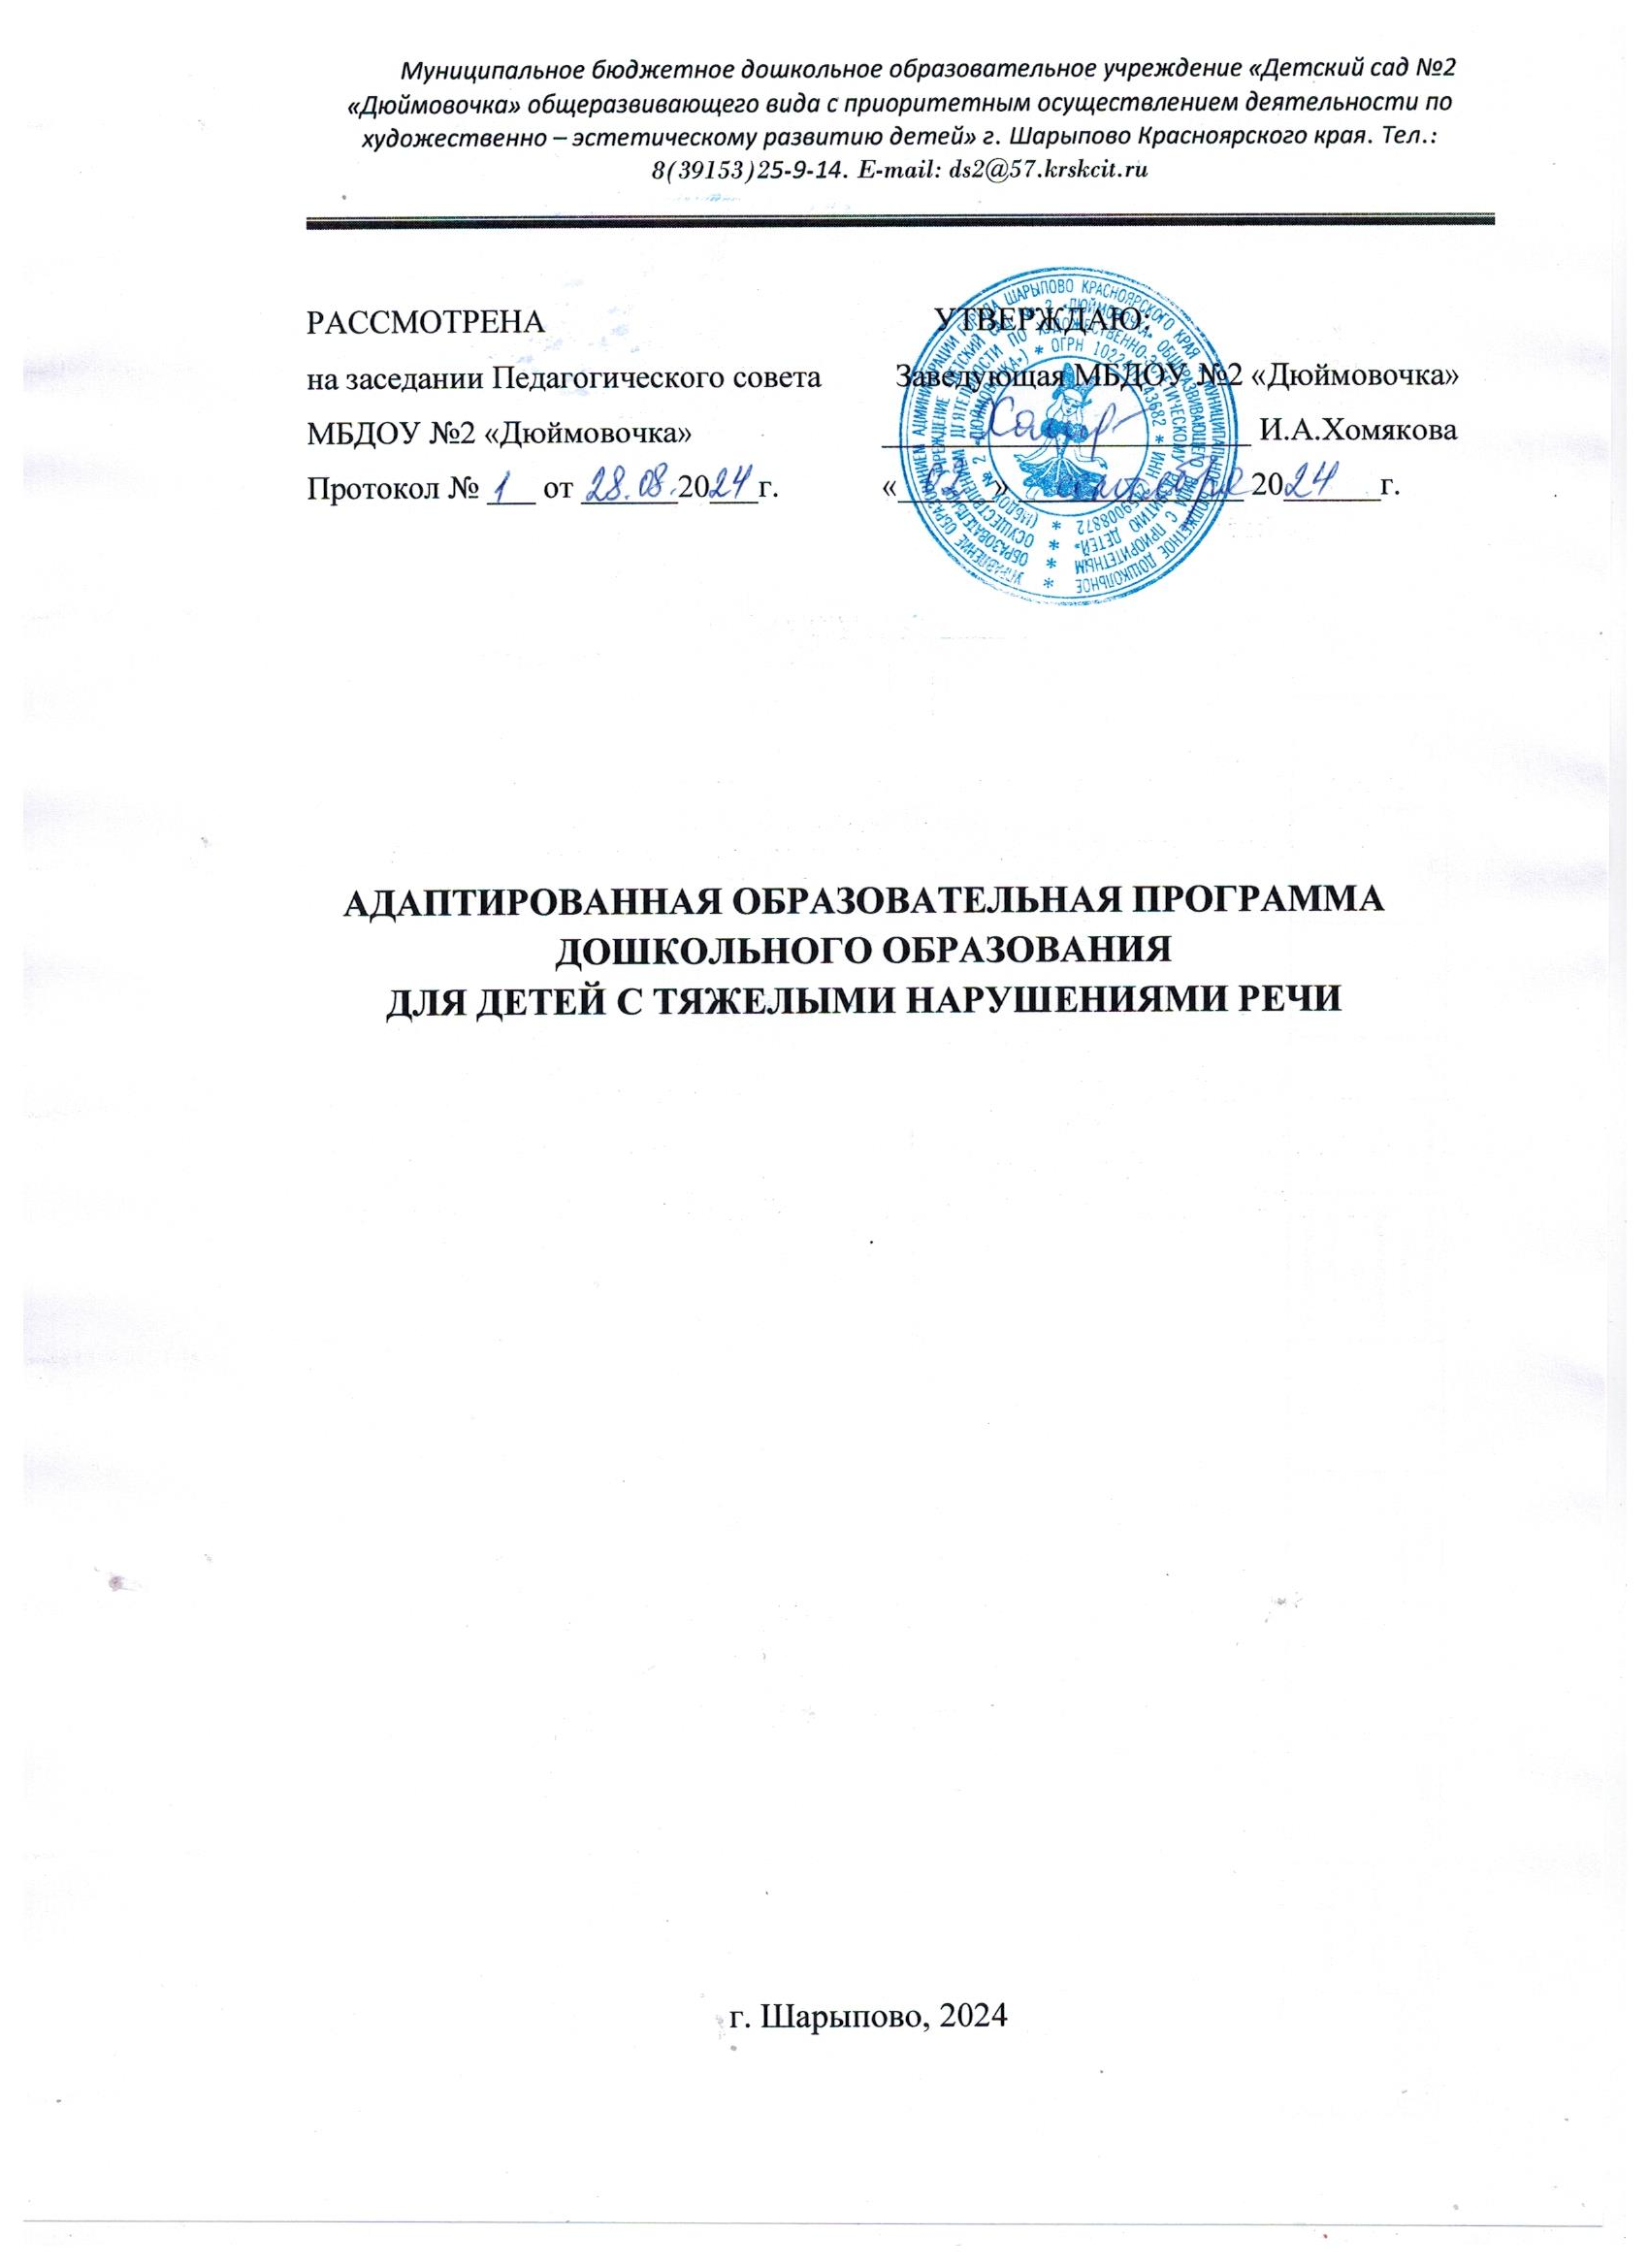 Муниципальное бюджетное дошкольное образовательное учреждение «Детский сад №2
«Дюймовочка» общеразвивающего вида с приоритетным осуществлением деятельности по
художественно – эстетическому развитию детей» г. Шарыпово Красноярского края. Тел.:
8(39153)25-9-14. E-mail: ds2@57.krskcit.ru
РАССМОТРЕНА
на заседании Педагогического совета
МБДОУ №2 «Дюймовочка»
Протокол № 1 от 28.08.2024г.
УТВЕРЖДАЮ:
Заведующая МБДОУ №2 «Дюймовочка»
И.А.Хомякова
« » сентября 2024 г.
АДАПТИРОВАННАЯ ОБРАЗОВАТЕЛЬНАЯ ПРОГРАММА
ДОШКОЛЬНОГО ОБРАЗОВАНИЯ
ДЛЯ ДЕТЕЙ С ТЯЖЕЛЫМИ НАРУШЕНИЯМИ РЕЧИ
г. Шарыпово, 2024